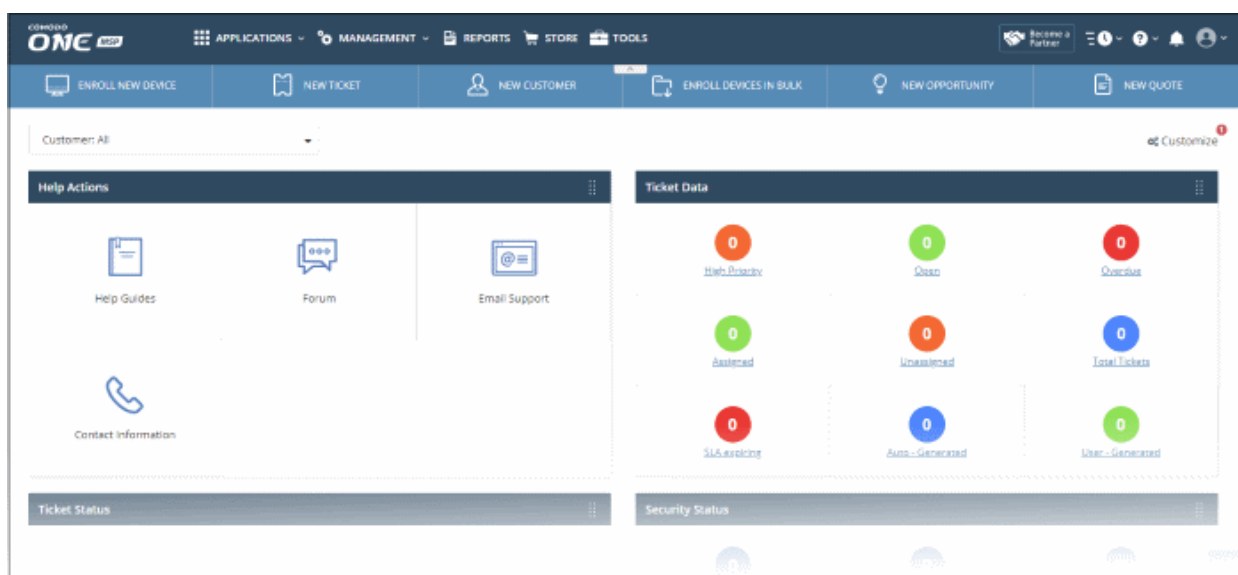 COMODO
ONE MSP
APPLICATIONS
MANAGEMENT
REPORTS
STORE
TOOLS
Become a
Partner
ENROLL NEW DEVICE
NEW TICKET
NEW CUSTOMER
ENROLL DEVICES IN BULK
NEW OPPORTUNITY
NEW QUOTE
Customer: All
1
Customize
Help Actions
Help Guides
Forum
Email Support
Contact Information
Ticket Data
0
High Priority
0
Open
0
Overdue
0
Assigned
0
Unassigned
0
Total Tickets
0
SLA expiring
0
Auto - Generated
0
User - Generated
Ticket Status
Security Status